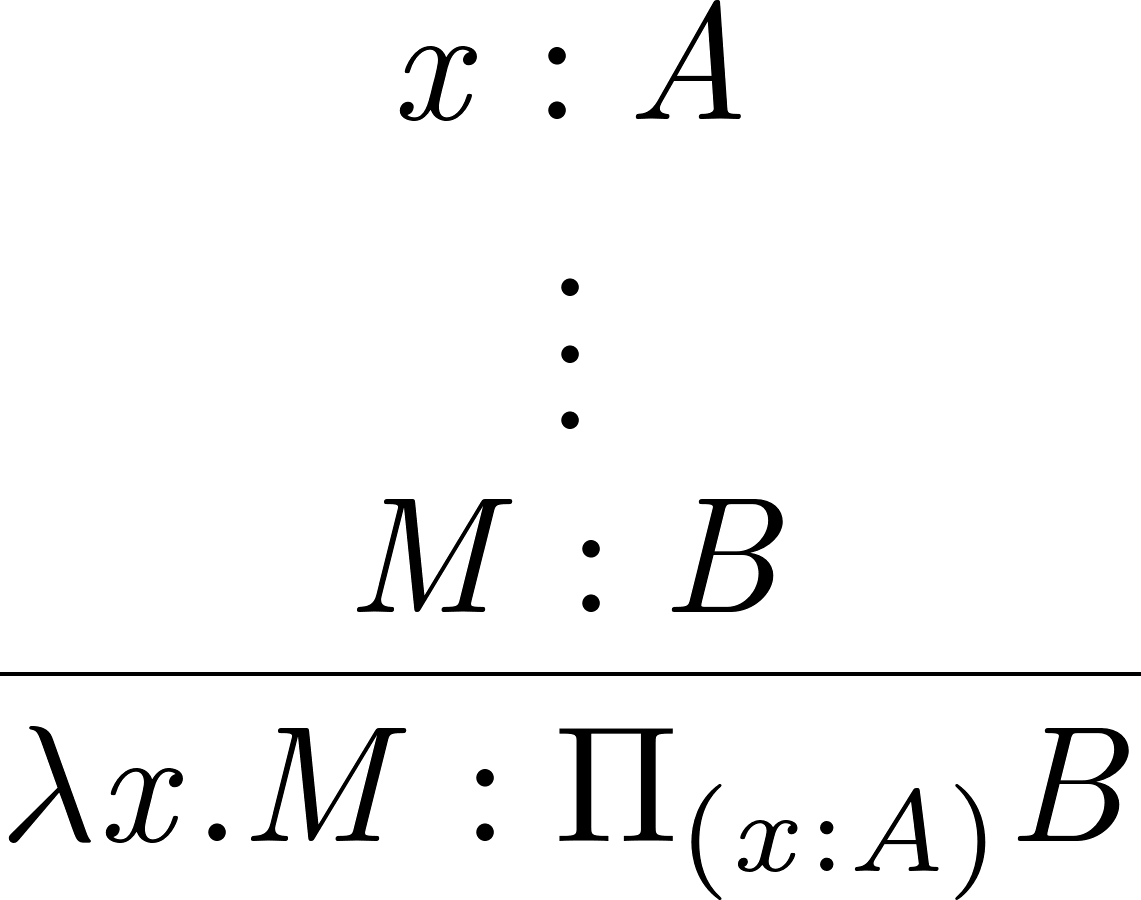 x : A
⋮
M : B
λx.M : Π(x:A)B